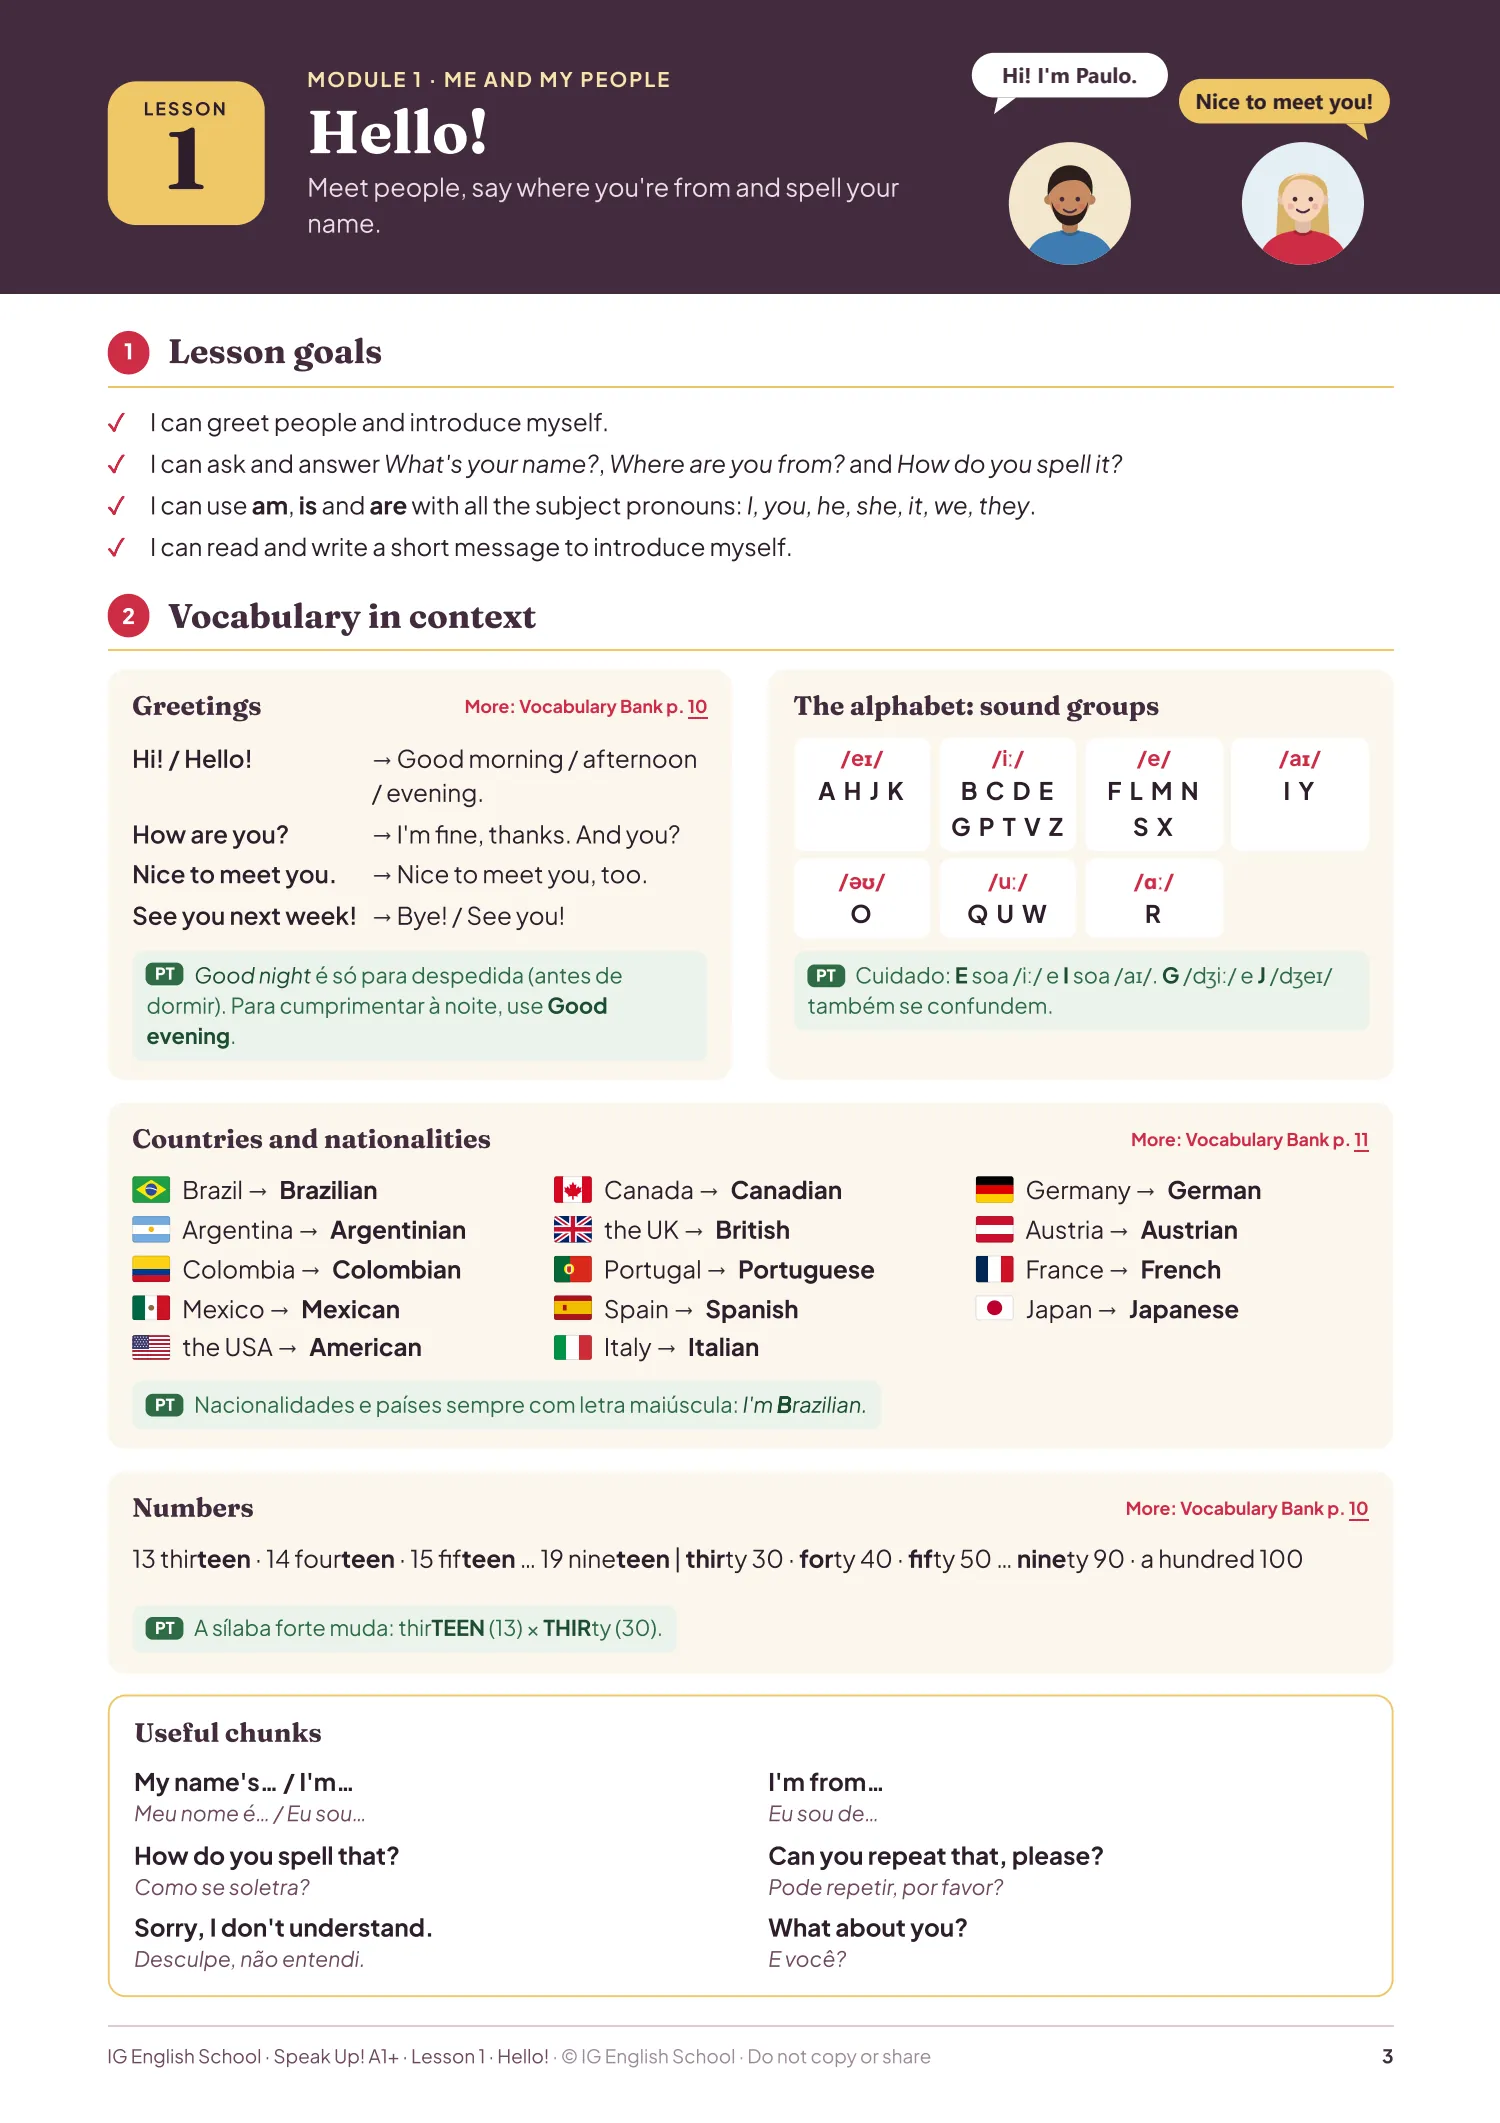 LESSON
1
MODULE 1 · ME AND MY PEOPLE
Hello!
Meet people, say where you're from and spell your
name.
Hi! I'm Paulo.
Nice to meet you!
1 Lesson goals
✓ I can greet people and introduce myself.
✓ I can ask and answer What's your name?, Where are you from? and How do you spell it?
✓ I can use am, is and are with all the subject pronouns: I, you, he, she, it, we, they.
✓ I can read and write a short message to introduce myself.
2 Vocabulary in context
Greetings
More: Vocabulary Bank p. 10
Hi! / Hello! → Good morning / afternoon
/ evening.
How are you? → I'm fine, thanks. And you?
Nice to meet you. → Nice to meet you, too.
See you next week! → Bye! / See you!
PT Good night é só para despedida (antes de
dormir). Para cumprimentar à noite, use Good
evening.
The alphabet: sound groups
/eɪ/ /iː/ /e/ /aɪ/
A H J K B C D E F L M N I Y
G P T V Z S X
/əʊ/ /uː/ /ɑː/
O Q U W R
PT Cuidado: E soa /iː/ e I soa /aɪ/. G /dʒiː/ e J /dʒeɪ/
também se confundem.
Countries and nationalities
More: Vocabulary Bank p. 11
Brazil → Brazilian Canada → Canadian Germany → German
Argentina → Argentinian the UK → British Austria → Austrian
Colombia → Colombian Portugal → Portuguese France → French
Mexico → Mexican Spain → Spanish Japan → Japanese
the USA → American Italy → Italian
PT Nacionalidades e países sempre com letra maiúscula: I'm Brazilian.
Numbers
More: Vocabulary Bank p. 10
13 thirteen · 14 fourteen · 15 fifteen ... 19 nineteen | thirty 30 · forty 40 · fifty 50 ... ninety 90 · a hundred 100
PT A sílaba forte muda: thirTEEN (13) × THIRty (30).
Useful chunks
My name's... / I'm...
Meu nome é... / Eu sou...
How do you spell that?
Como se soletra?
Sorry, I don't understand.
Desculpe, não entendi.
I'm from...
Eu sou de...
Can you repeat that, please?
Pode repetir, por favor?
What about you?
E você?
IG English School · Speak Up! A1+ · Lesson 1 · Hello! · © IG English School · Do not copy or share 3